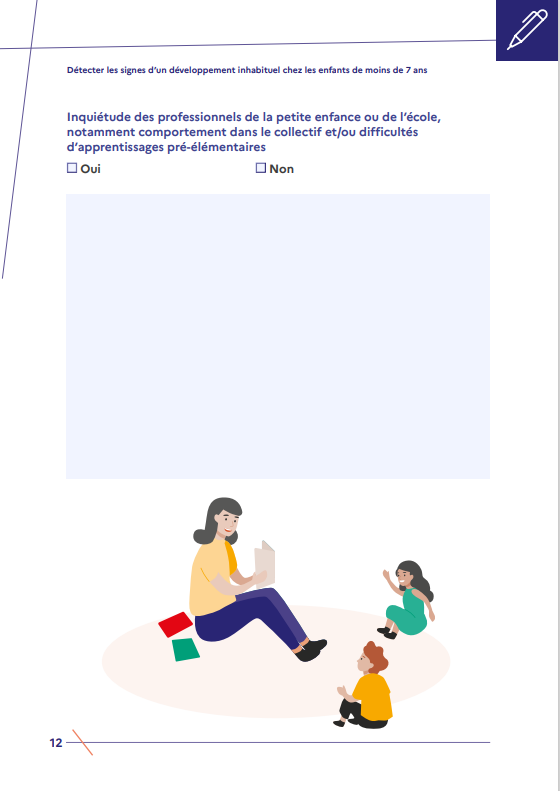 Détecter les signes d’un développement inhabituel chez les enfants de moins de 7 ans
Inquiétude des professionnels de la petite enfance ou de l’école,
notamment comportement dans le collectif et/ou difficultés
d’apprentissages pré-élémentaires
Oui
Non
12